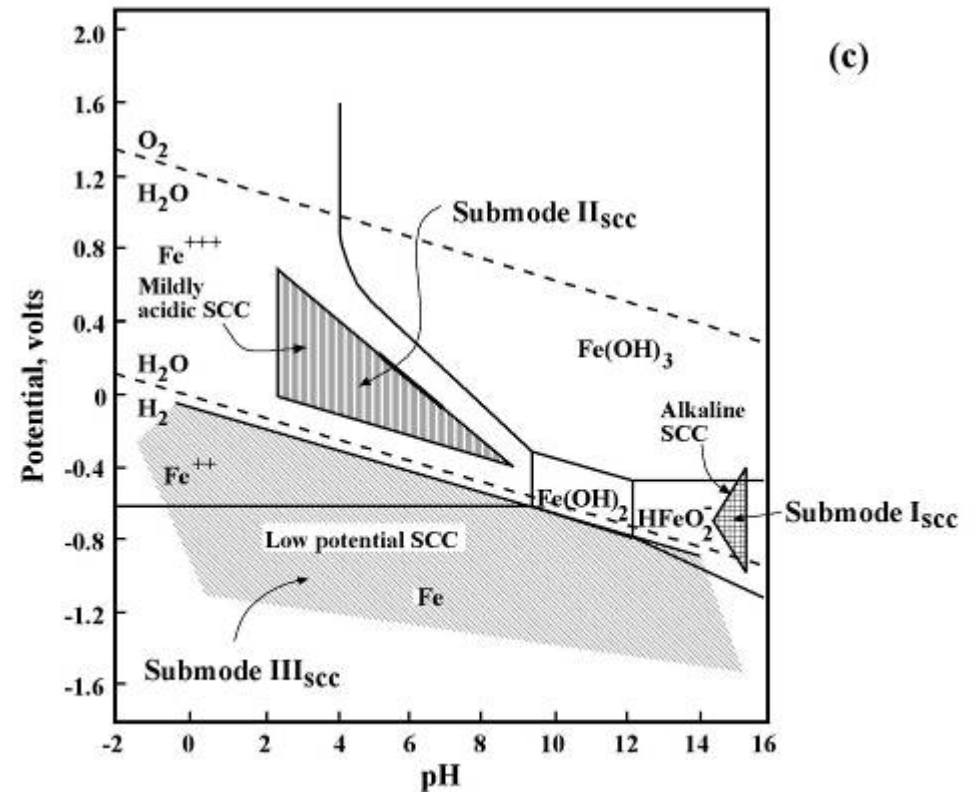 (c)
2.0
1.6
1.2
0.8
0.4
0
-0.4
-0.8
-1.2
-1.6
Potential, volts
O2
H2O
Fe+++
Submode IIscc
Mildly
acidic SCC
Fe(OH)3
H2O
H2
Alkaline
SCC
Fe++
Fe(OH)2
HFeO2-
Submode Iscc
Low potential SCC
Fe
Submode IIIscc
-2 0 2 4 6 8 10 12 14 16
pH